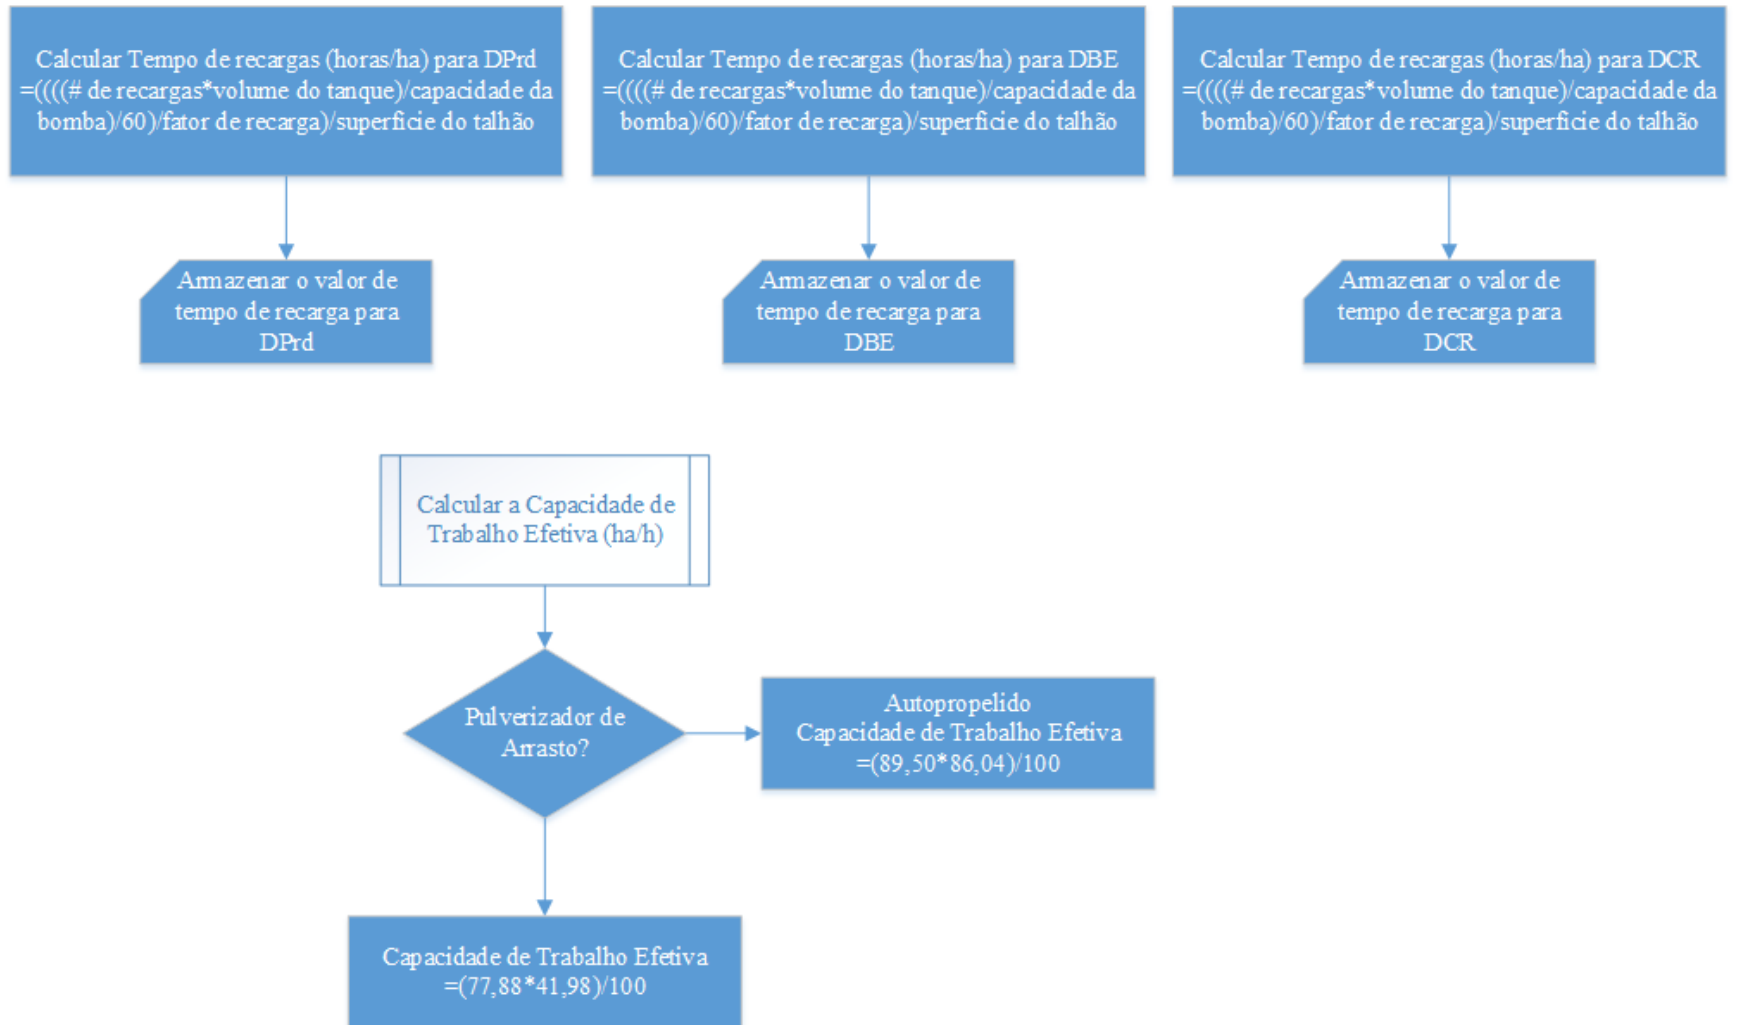 Calcular Tempo de recargas (horas/ha) para DPrd
=((((# de recargas*volume do tanque)/capacidade da
bomba)/60)/fator de recarga)/superficie do talhão
Calcular Tempo de recargas (horas/ha) para DBE
=((((# de recargas*volume do tanque)/capacidade da
bomba)/60)/fator de recarga)/superficie do talhão
Calcular Tempo de recargas (horas/ha) para DCR
=((((# de recargas*volume do tanque)/capacidade da
bomba)/60)/fator de recarga)/superficie do talhão
Armazenar o valor de
tempo de recarga para
DPrd
Armazenar o valor de
tempo de recarga para
DBE
Armazenar o valor de
tempo de recarga para
DCR
Calcular a Capacidade de
Trabalho Efetiva (ha/h)
Pulverizador de
Arrasto?
Autopropelido
Capacidade de Trabalho Efetiva
=(89,50*86,04)/100
Capacidade de Trabalho Efetiva
=(77,88*41,98)/100